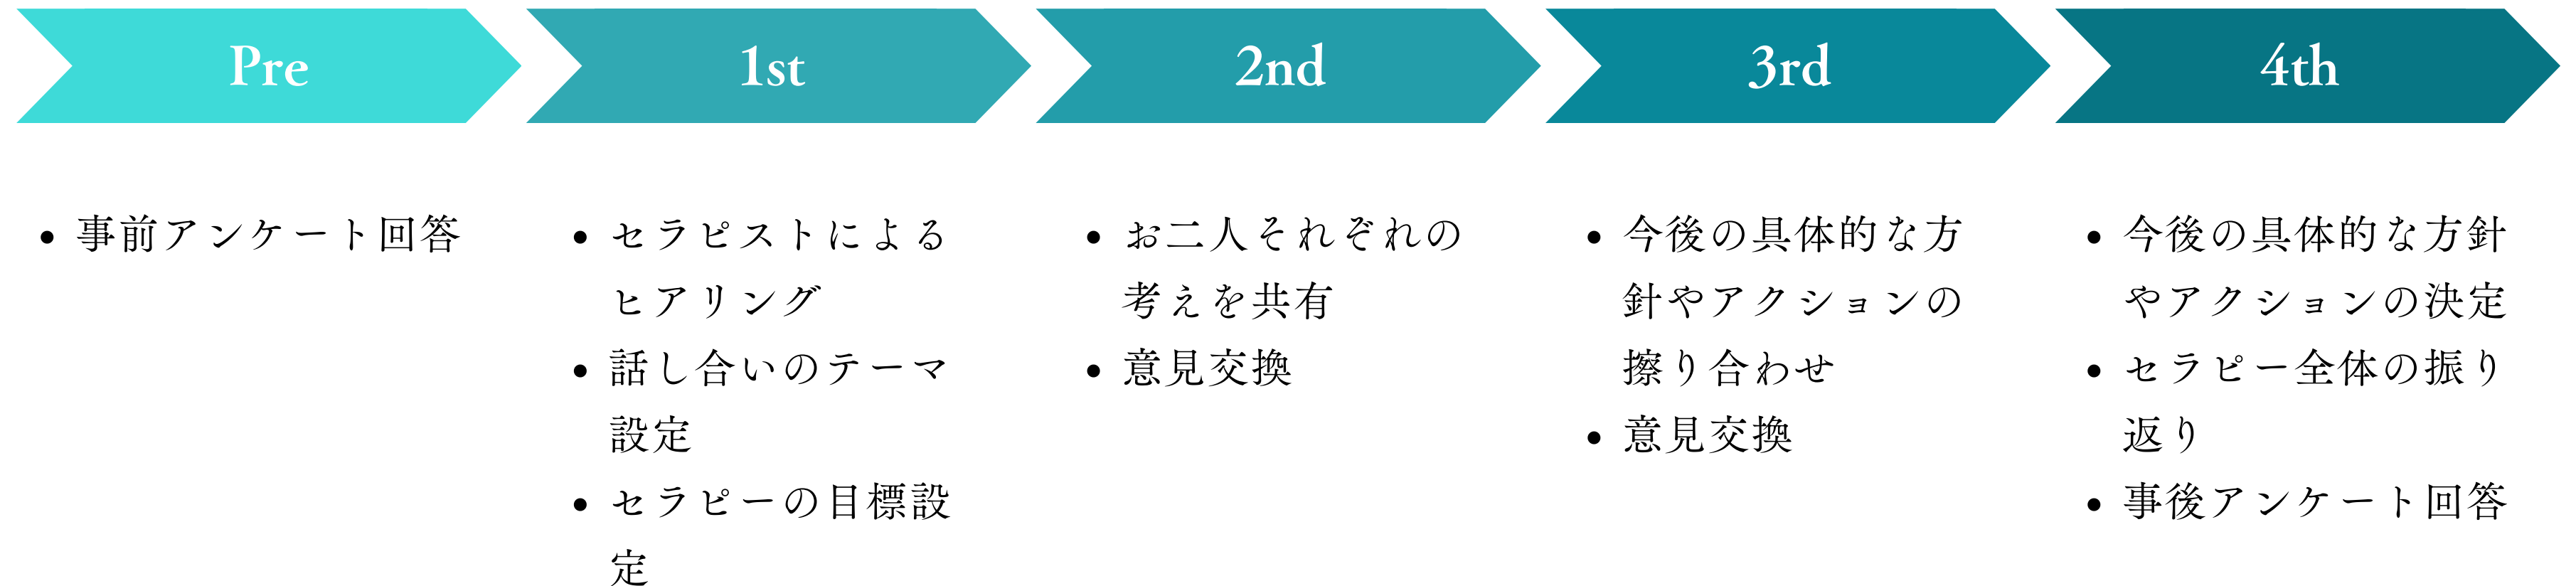 Pre
1st
2nd
3rd
4th
• 事前アンケート回答
• セラピストによる
ヒアリング
• 話し合いのテーマ
設定
• セラピーの目標設
定
• お二人それぞれの
考えを共有
• 意見交換
• 今後の具体的な方
針やアクションの
擦り合わせ
• 意見交換
• 今後の具体的な方針
やアクションの決定
• セラピー全体の振り
返り
• 事後アンケート回答